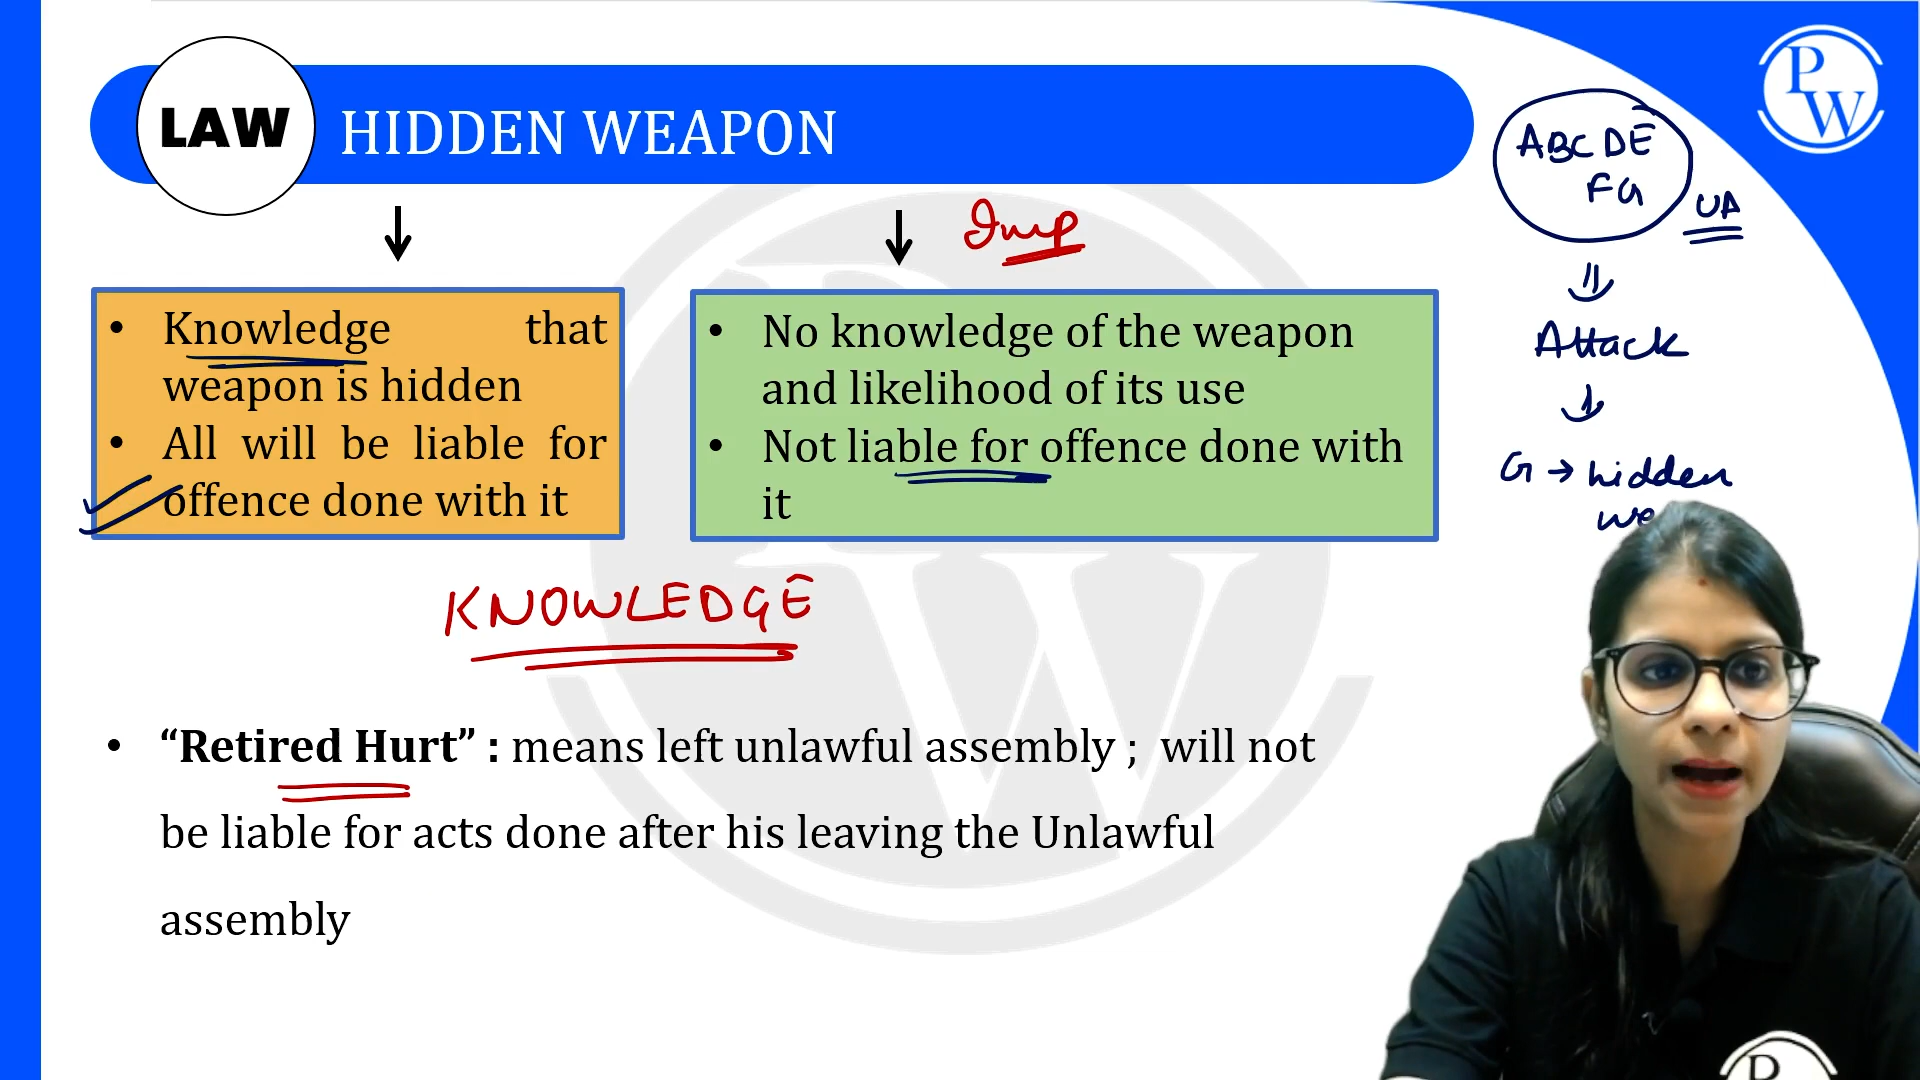 LAW HIDDEN WEAPON
PW
ABCDE
FG
UA
Imp
• Knowledge that
weapon is hidden
• All will be liable for
offence done with it
• No knowledge of the weapon
and likelihood of its use
• Not liable for offence done with
it
Attack
G → hidden
KNOWLEDGE
• “Retired Hurt” : means left unlawful assembly ; will not
be liable for acts done after his leaving the Unlawful
assembly